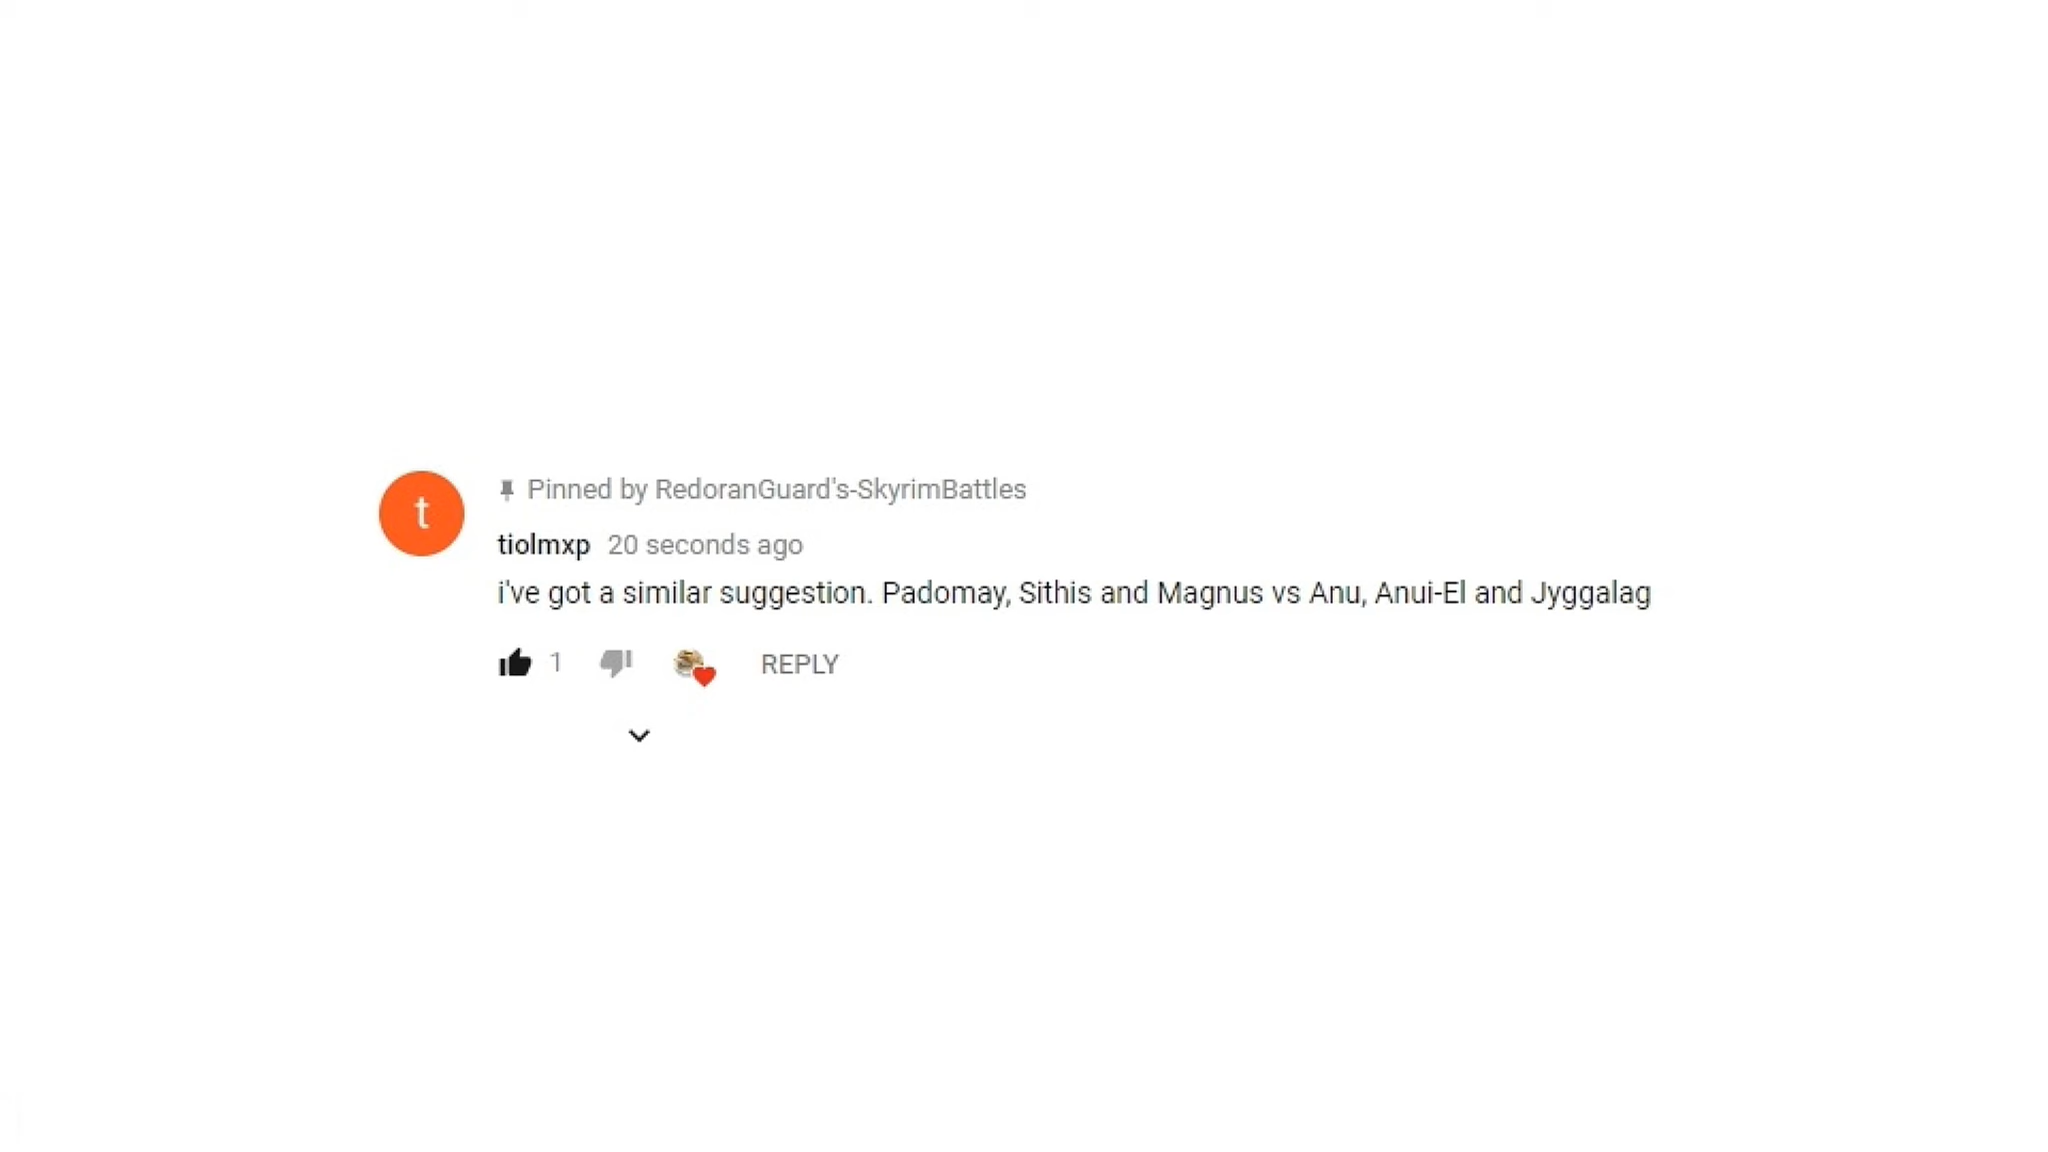 t
Pinned by RedoranGuard's-SkyrimBattles
tiolmxp 20 seconds ago
i've got a similar suggestion. Padomay, Sithis and Magnus vs Anu, Anui-El and Jyggalag
1 REPLY